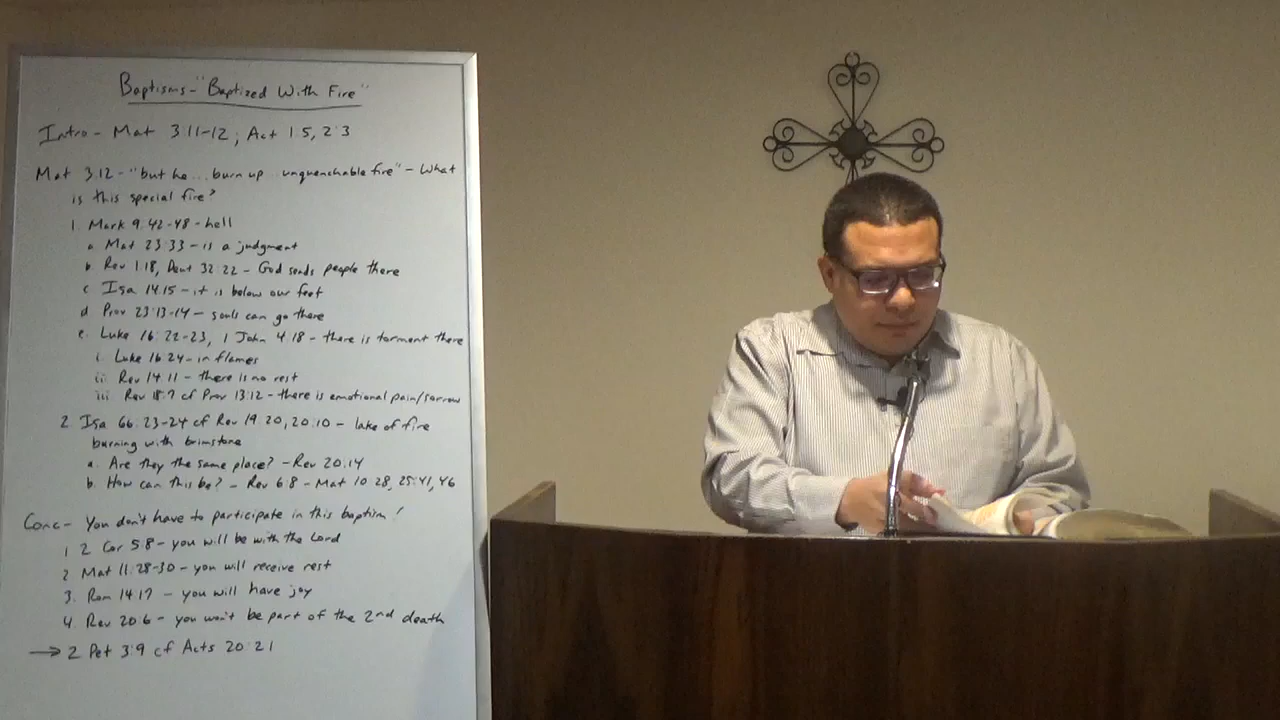 Baptisms - "Baptized With Fire"
Intro - Mat 3:11-12; Act 1:5, 2:3
Mat 3:12 - "but he... burn up... unquenchable fire" - What
is this special fire?
1. Mark 9:42-48 - hell
a. Mat 23:33 - is a judgment
b. Rev 1:18, Deut 32:22 - God sends people there
c. Isa 14:15 - it is below our feet
d. Prov 23:13-14 - souls can go there
e. Luke 16:22-23, 1 John 4:18 - there is torment there
i. Luke 16:24 - in flames
ii. Rev 14:11 - there is no rest
iii. Rev 18:7 cf Prov 13:12 - there is emotional pain/sorrow
2. Isa 66:23-24 cf Rev 19:20, 20:10 - lake of fire
burning with brimstone
a. Are they the same place? - Rev 20:14
b. How can this be? - Rev 6:8 - Mat 10:28, 25:41, 46
Conc - You don't have to participate in this baptism!
1. 2 Cor 5:8 - you will be with the Lord
2. Mat 11:28-30 - you will receive rest
3. Rom 14:17 - you will have joy
4. Rev 20:6 - you won't be part of the 2nd death
→ 2 Pet 3:9 cf Acts 20:21